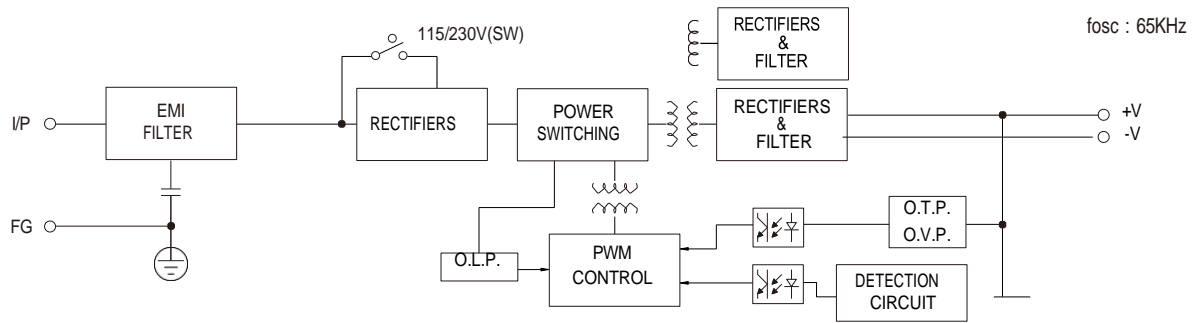 115/230V(SW)
RECTIFIERS
&
FILTER
fosc : 65KHz
I/P
EMI
FILTER
RECTIFIERS
POWER
SWITCHING
RECTIFIERS
&
FILTER
+V
-V
FG
O.L.P.
PWM
CONTROL
O.T.P.
O.V.P.
DETECTION
CIRCUIT